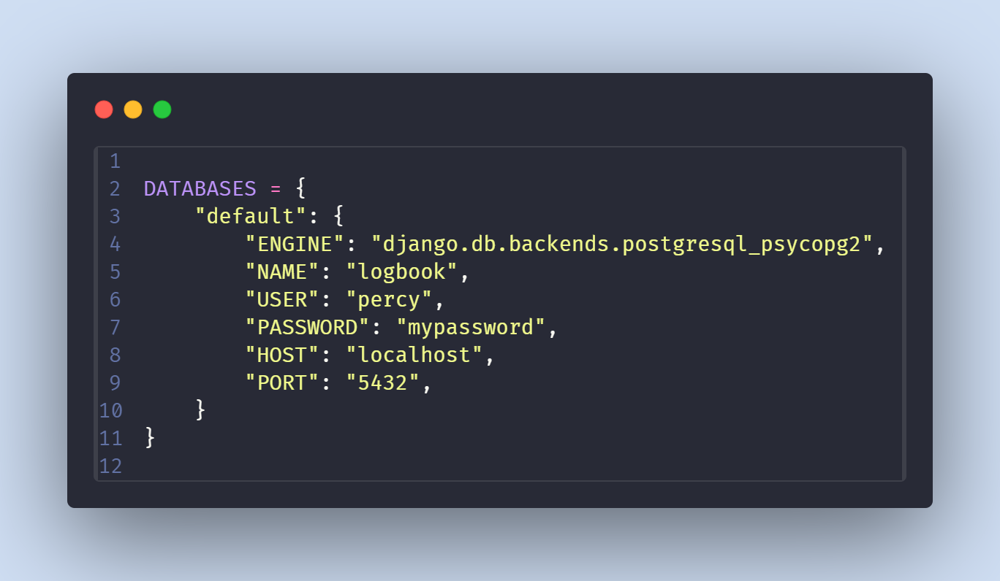 1
2 DATABASES = {
3     "default": {
4         "ENGINE": "django.db.backends.postgresql_psycopg2",
5         "NAME": "logbook",
6         "USER": "percy",
7         "PASSWORD": "mypassword",
8         "HOST": "localhost",
9         "PORT": "5432",
10     }
11 }
12